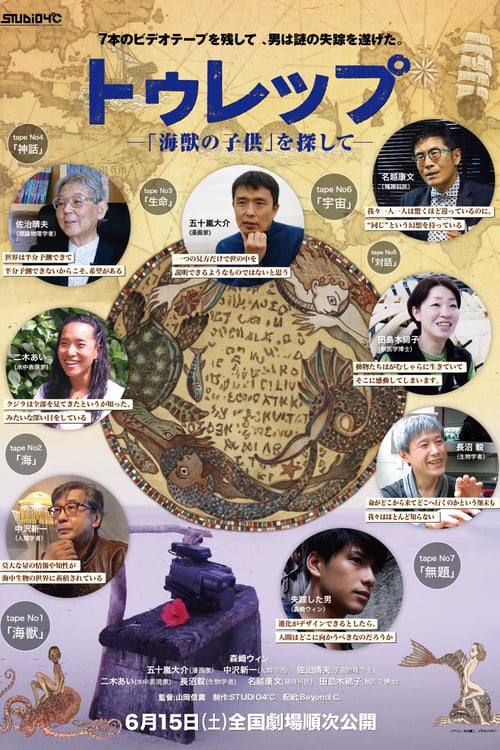 STUDIO4℃
7本のビデオテープを残して、男は謎の失踪を遂げた。
トゥレップ
―「海獣の子供」を探して―
tape No4
「神話」
佐治晴夫
(理論物理学者)
世界は半分予測できて
半分予測できないからこそ、希望がある
tape No3
「生命」
五十嵐大介
(漫画家)
一つの見方だけで世の中を
説明できるようなものではないと思う
tape No6
「宇宙」
名越康文
(精神科医)
我々一人一人は驚くほど違っているのに、
"同じ"という幻想を持っている
tape No5
「対話」
田島木綿子
(獣医学博士)
動物たちはがむしゃらに生きていて
そこに感動してしまいます。
二木あい
(水中表現家)
クジラは全部を見てきたというか知った、
みたいな深い目をしている
tape No2
「海」
長沼 毅
(生物学者)
命がどこから来てどこへ行くのかという顛末も
我々はほとんど知らない
中沢新一
(人類学者)
莫大な量の情報や知性が
海中生物の世界に蓄積されている
tape No7
「無題」
失踪した男
(森崎ウィン)
進化がデザインできるとしたら、
人間はどこに向かうべきなのだろうか
tape No1
「海獣」
森崎ウィン
五十嵐大介(漫画家) 中沢新一(人類学者) 佐治晴夫(宇宙物理学者)
二木あい(水中表現家) 長沼毅(生物学者) 名越康文(精神科医) 田島木綿子(獣医学博士)
監督:山岡信貴 制作:STUDIO4℃ 配給:Beyond C.
6月15日(土)全国劇場順次公開